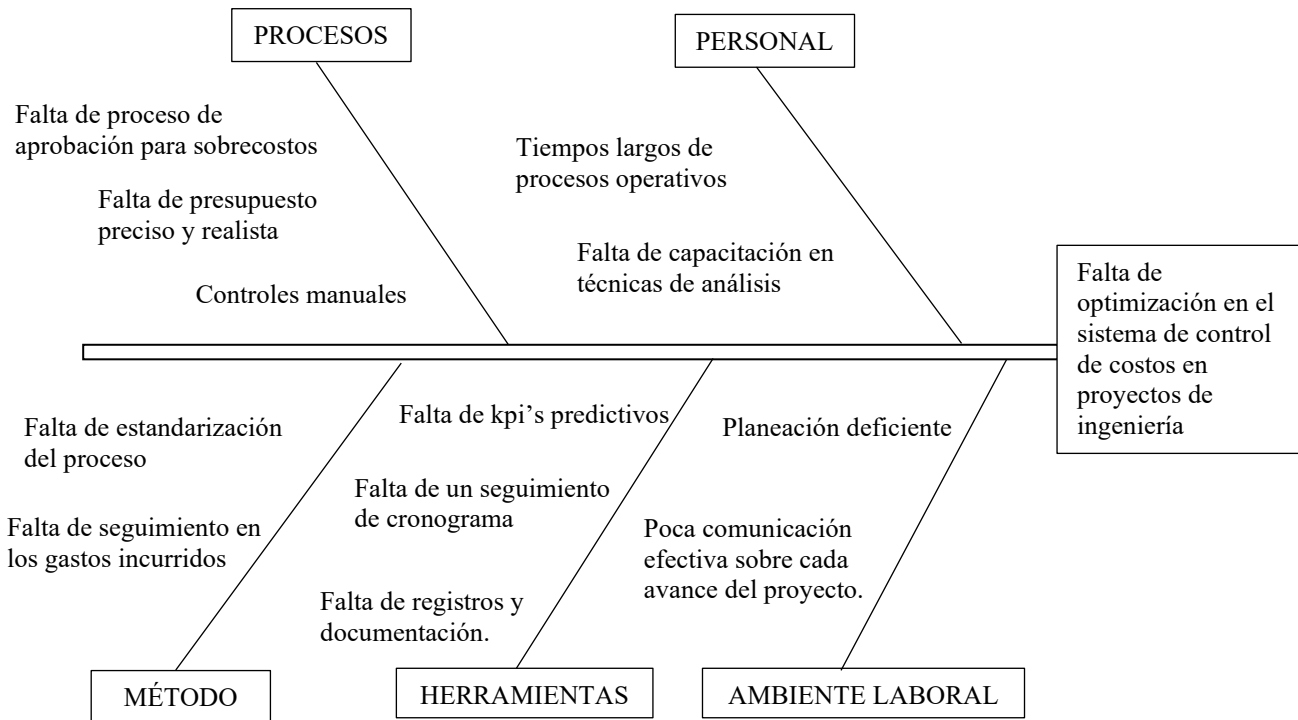 PROCESOS
PERSONAL
Falta de proceso de
aprobación para sobrecostos
Falta de presupuesto
preciso y realista
Controles manuales
Tiempos largos de
procesos operativos
Falta de capacitación en
técnicas de análisis
Falta de
optimización en el
sistema de control
de costos en
proyectos de
ingeniería
Falta de estandarización
del proceso
Falta de seguimiento en
los gastos incurridos
Falta de kpi’s predictivos
Falta de un seguimiento
de cronograma
Falta de registros y
documentación.
Planeación deficiente
Poca comunicación
efectiva sobre cada
avance del proyecto.
MÉTODO
HERRAMIENTAS
AMBIENTE LABORAL